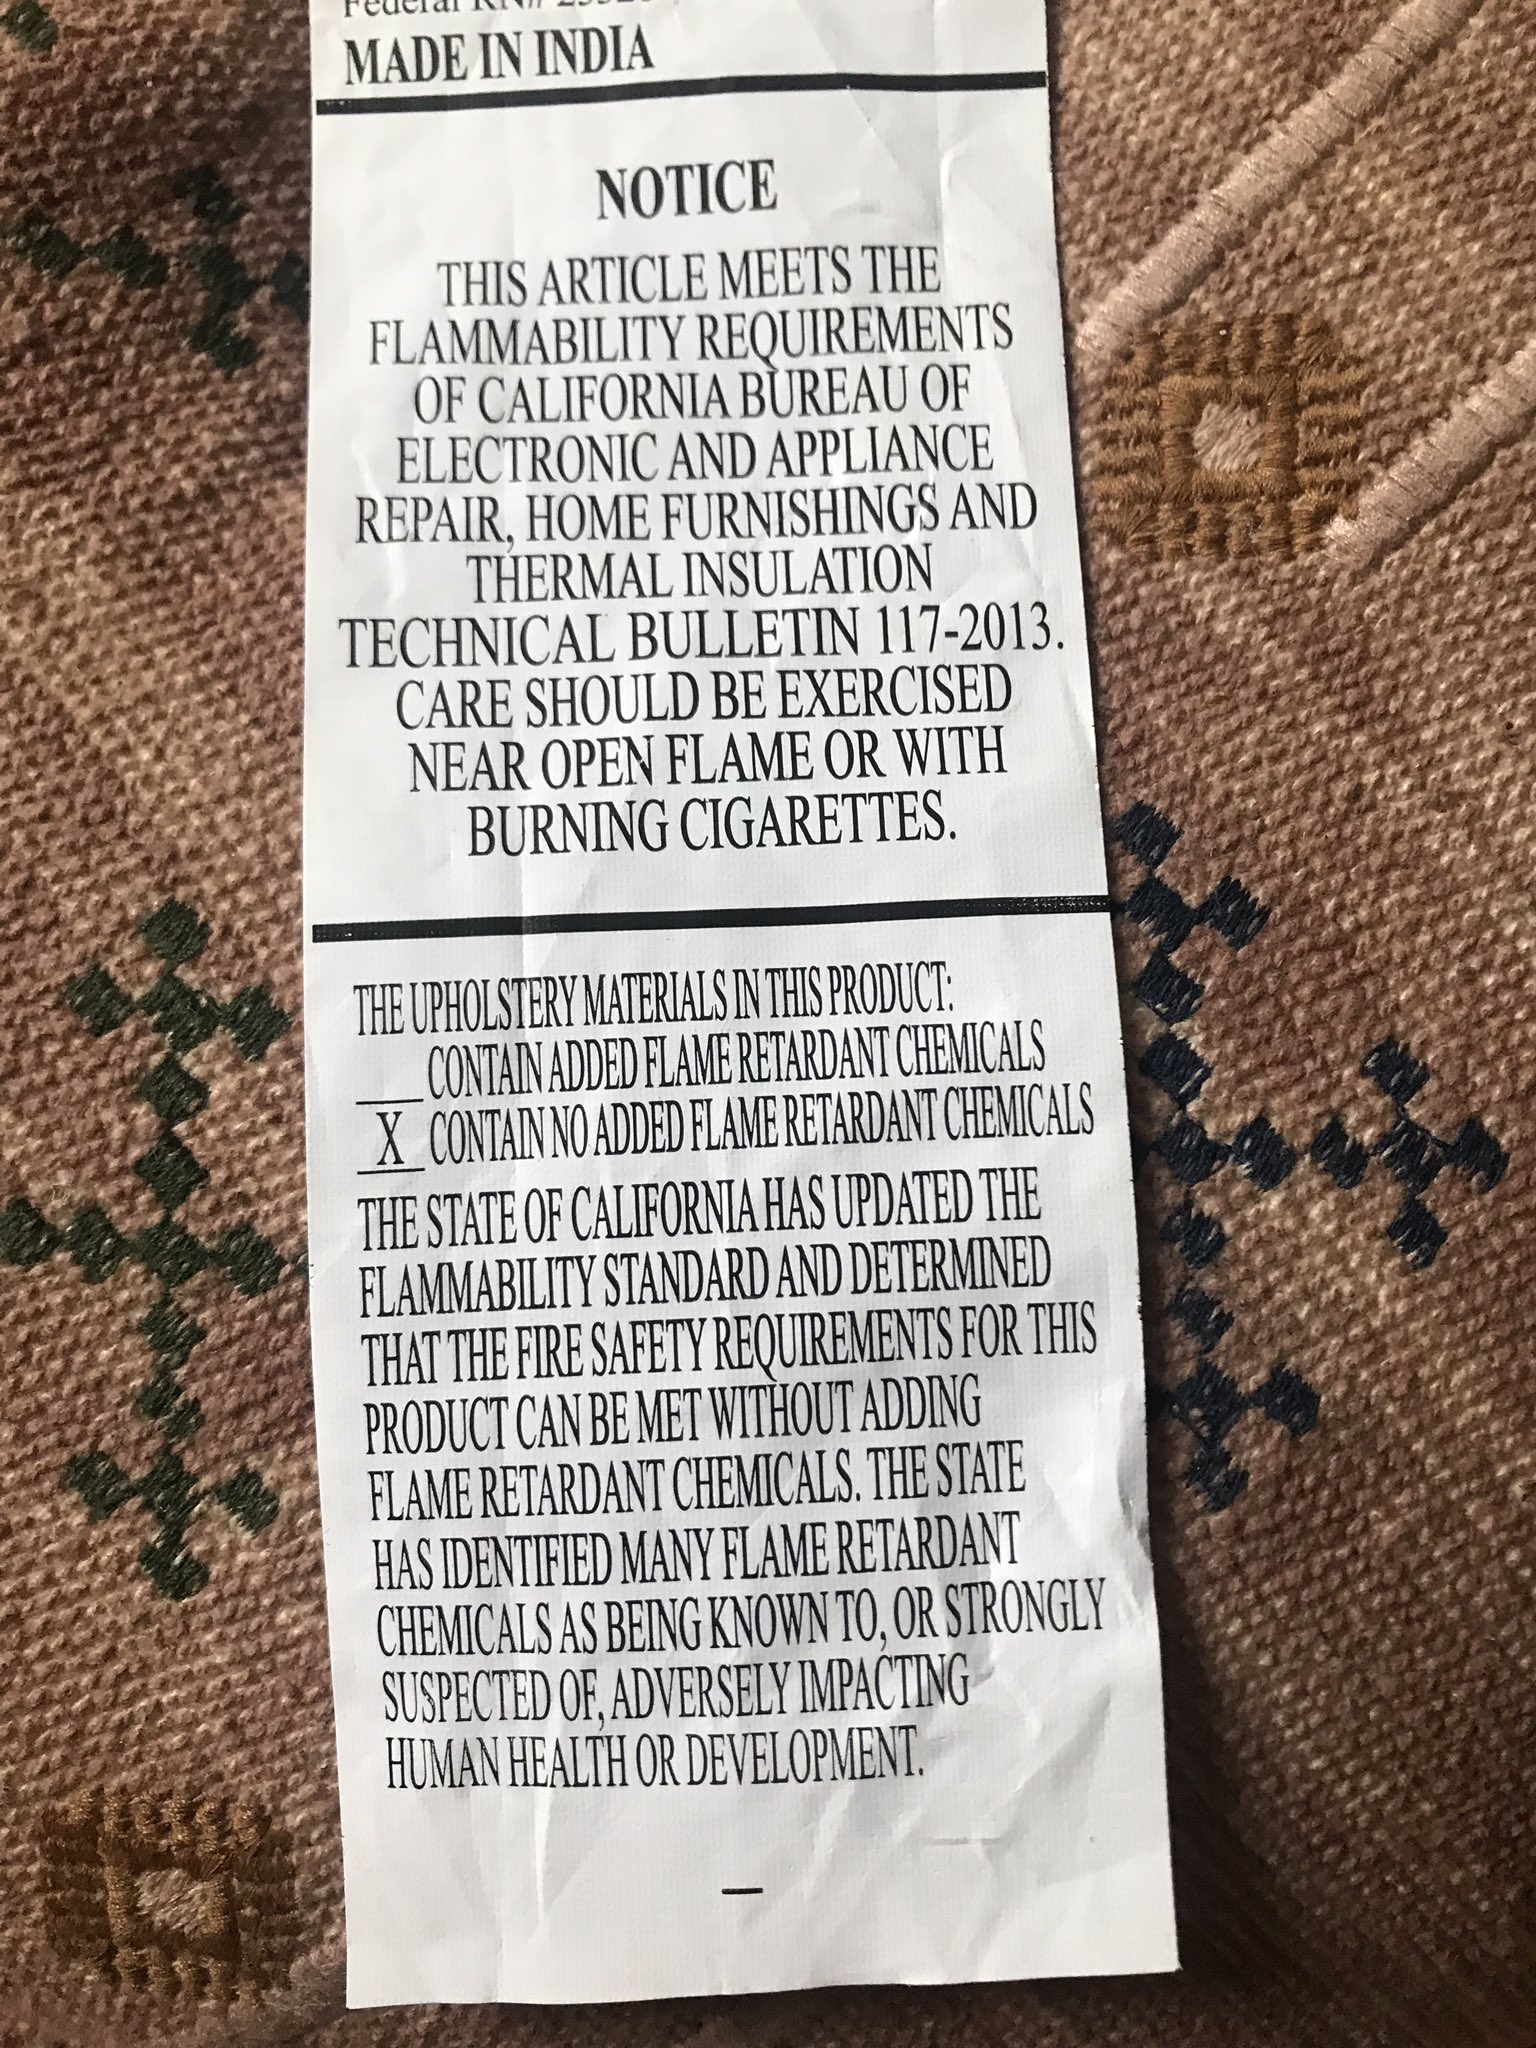 Federal RN#
MADE IN INDIA
NOTICE
THIS ARTICLE MEETS THE
FLAMMABILITY REQUIREMENTS
OF CALIFORNIA BUREAU OF
ELECTRONIC AND APPLIANCE
REPAIR, HOME FURNISHINGS AND
THERMAL INSULATION
TECHNICAL BULLETIN 117-2013.
CARE SHOULD BE EXERCISED
NEAR OPEN FLAME OR WITH
BURNING CIGARETTES.
THE UPHOLSTERY MATERIALS IN THIS PRODUCT:
___ CONTAIN ADDED FLAME RETARDANT CHEMICALS
_X_ CONTAIN NO ADDED FLAME RETARDANT CHEMICALS
THE STATE OF CALIFORNIA HAS UPDATED THE
FLAMMABILITY STANDARD AND DETERMINED
THAT THE FIRE SAFETY REQUIREMENTS FOR THIS
PRODUCT CAN BE MET WITHOUT ADDING
FLAME RETARDANT CHEMICALS. THE STATE
HAS IDENTIFIED MANY FLAME RETARDANT
CHEMICALS AS BEING KNOWN TO, OR STRONGLY
SUSPECTED OF, ADVERSELY IMPACTING
HUMAN HEALTH OR DEVELOPMENT.